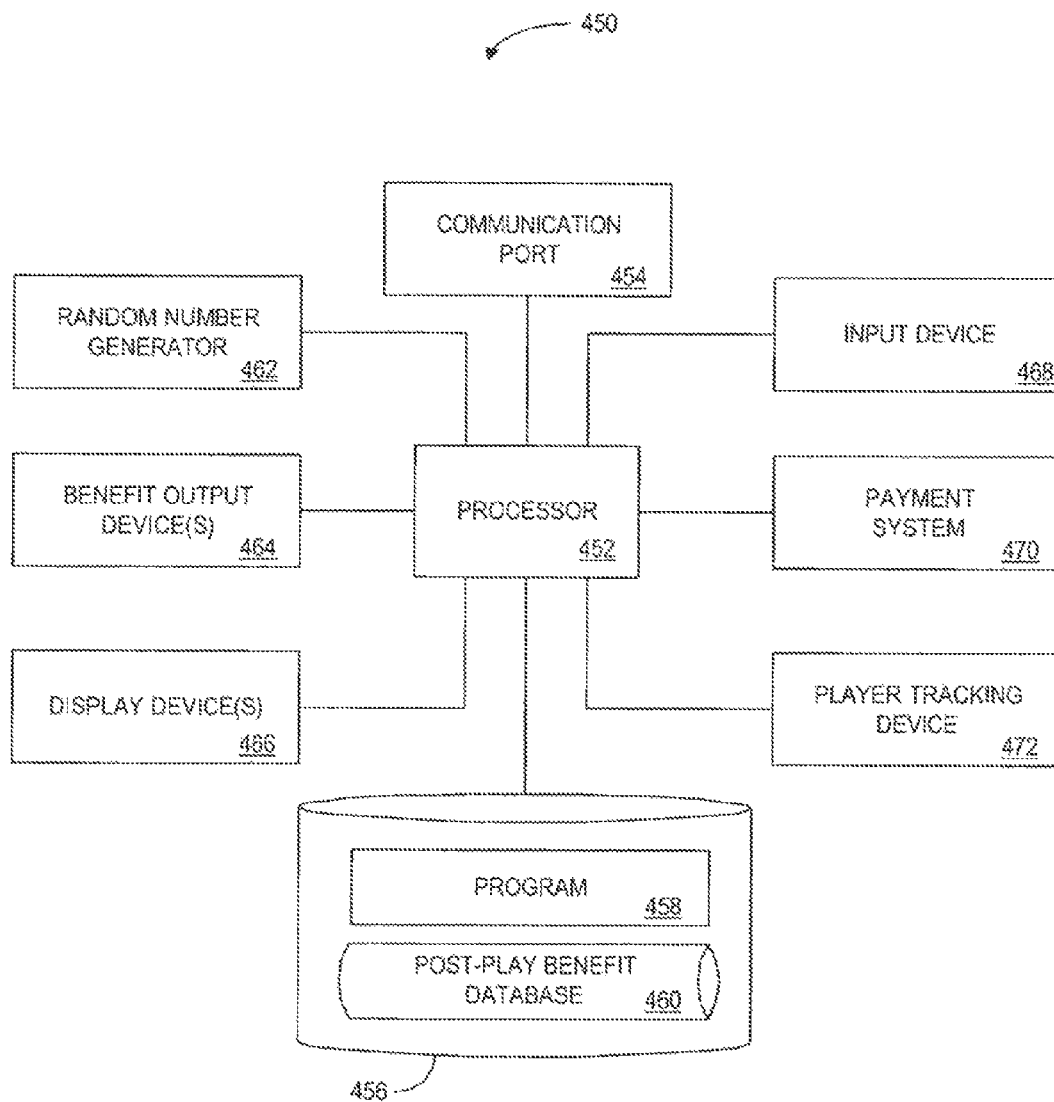 450
COMMUNICATION
PORT
454
RANDOM NUMBER
GENERATOR
462
INPUT DEVICE
468
BENEFIT OUTPUT
DEVICE(S)
464
PROCESSOR
452
PAYMENT
SYSTEM
470
DISPLAY DEVICE(S)
466
PLAYER TRACKING
DEVICE
472
PROGRAM
458
POST-PLAY BENEFIT
DATABASE
460
456